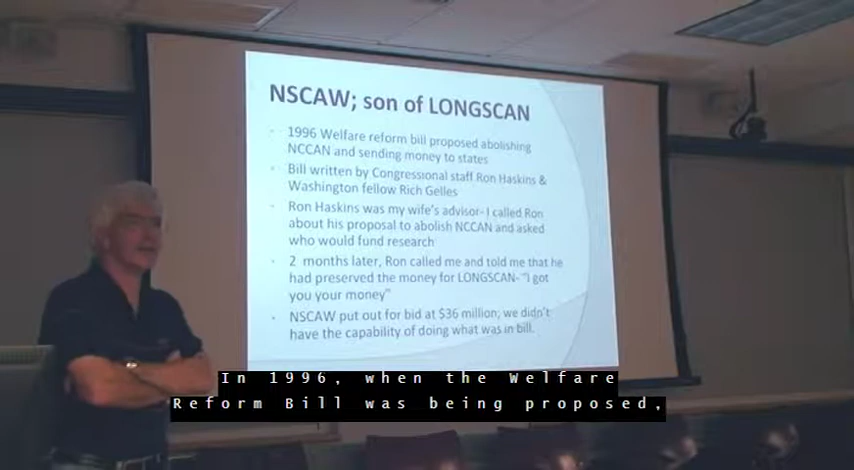 NSCAW; son of LONGSCAN
- 1996 Welfare reform bill proposed abolishing
NCCAN and sending money to states
- Bill written by Congressional staff Ron Haskins &
Washington fellow Rich Gelles
- Ron Haskins was my wife's advisor- I called Ron
about his proposal to abolish NCCAN and asked
who would fund research
- 2 months later, Ron called me and told me that he
had preserved the money for LONGSCAN- "I got
you your money"
- NSCAW put out for bid at $36 million; we didn't
have the capability of doing what was in bill.
In 1996, when the Welfare
Reform Bill was being proposed,